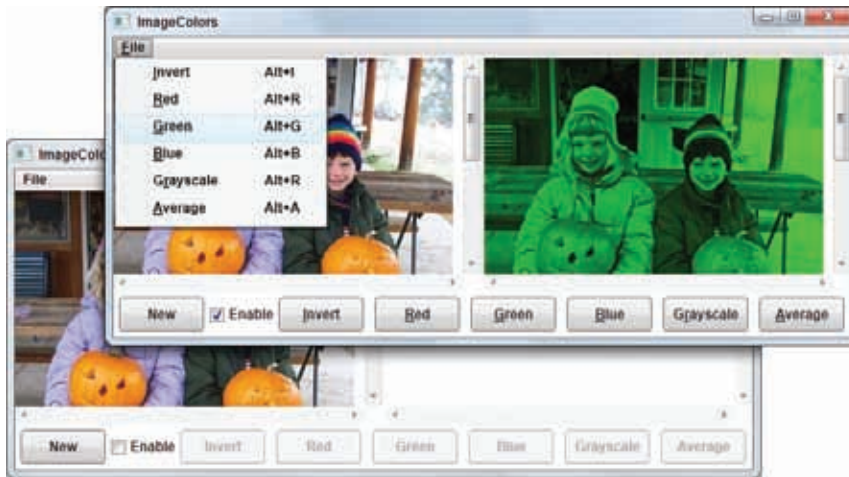 ImageColors
File
Invert Alt+I
Red Alt+R
Green Alt+G
Blue Alt+B
Grayscale Alt+R
Average Alt+A
New Enable Invert Red Green Blue Grayscale Average
ImageColo
File
New Enable Invert Red Green Blue Grayscale Average